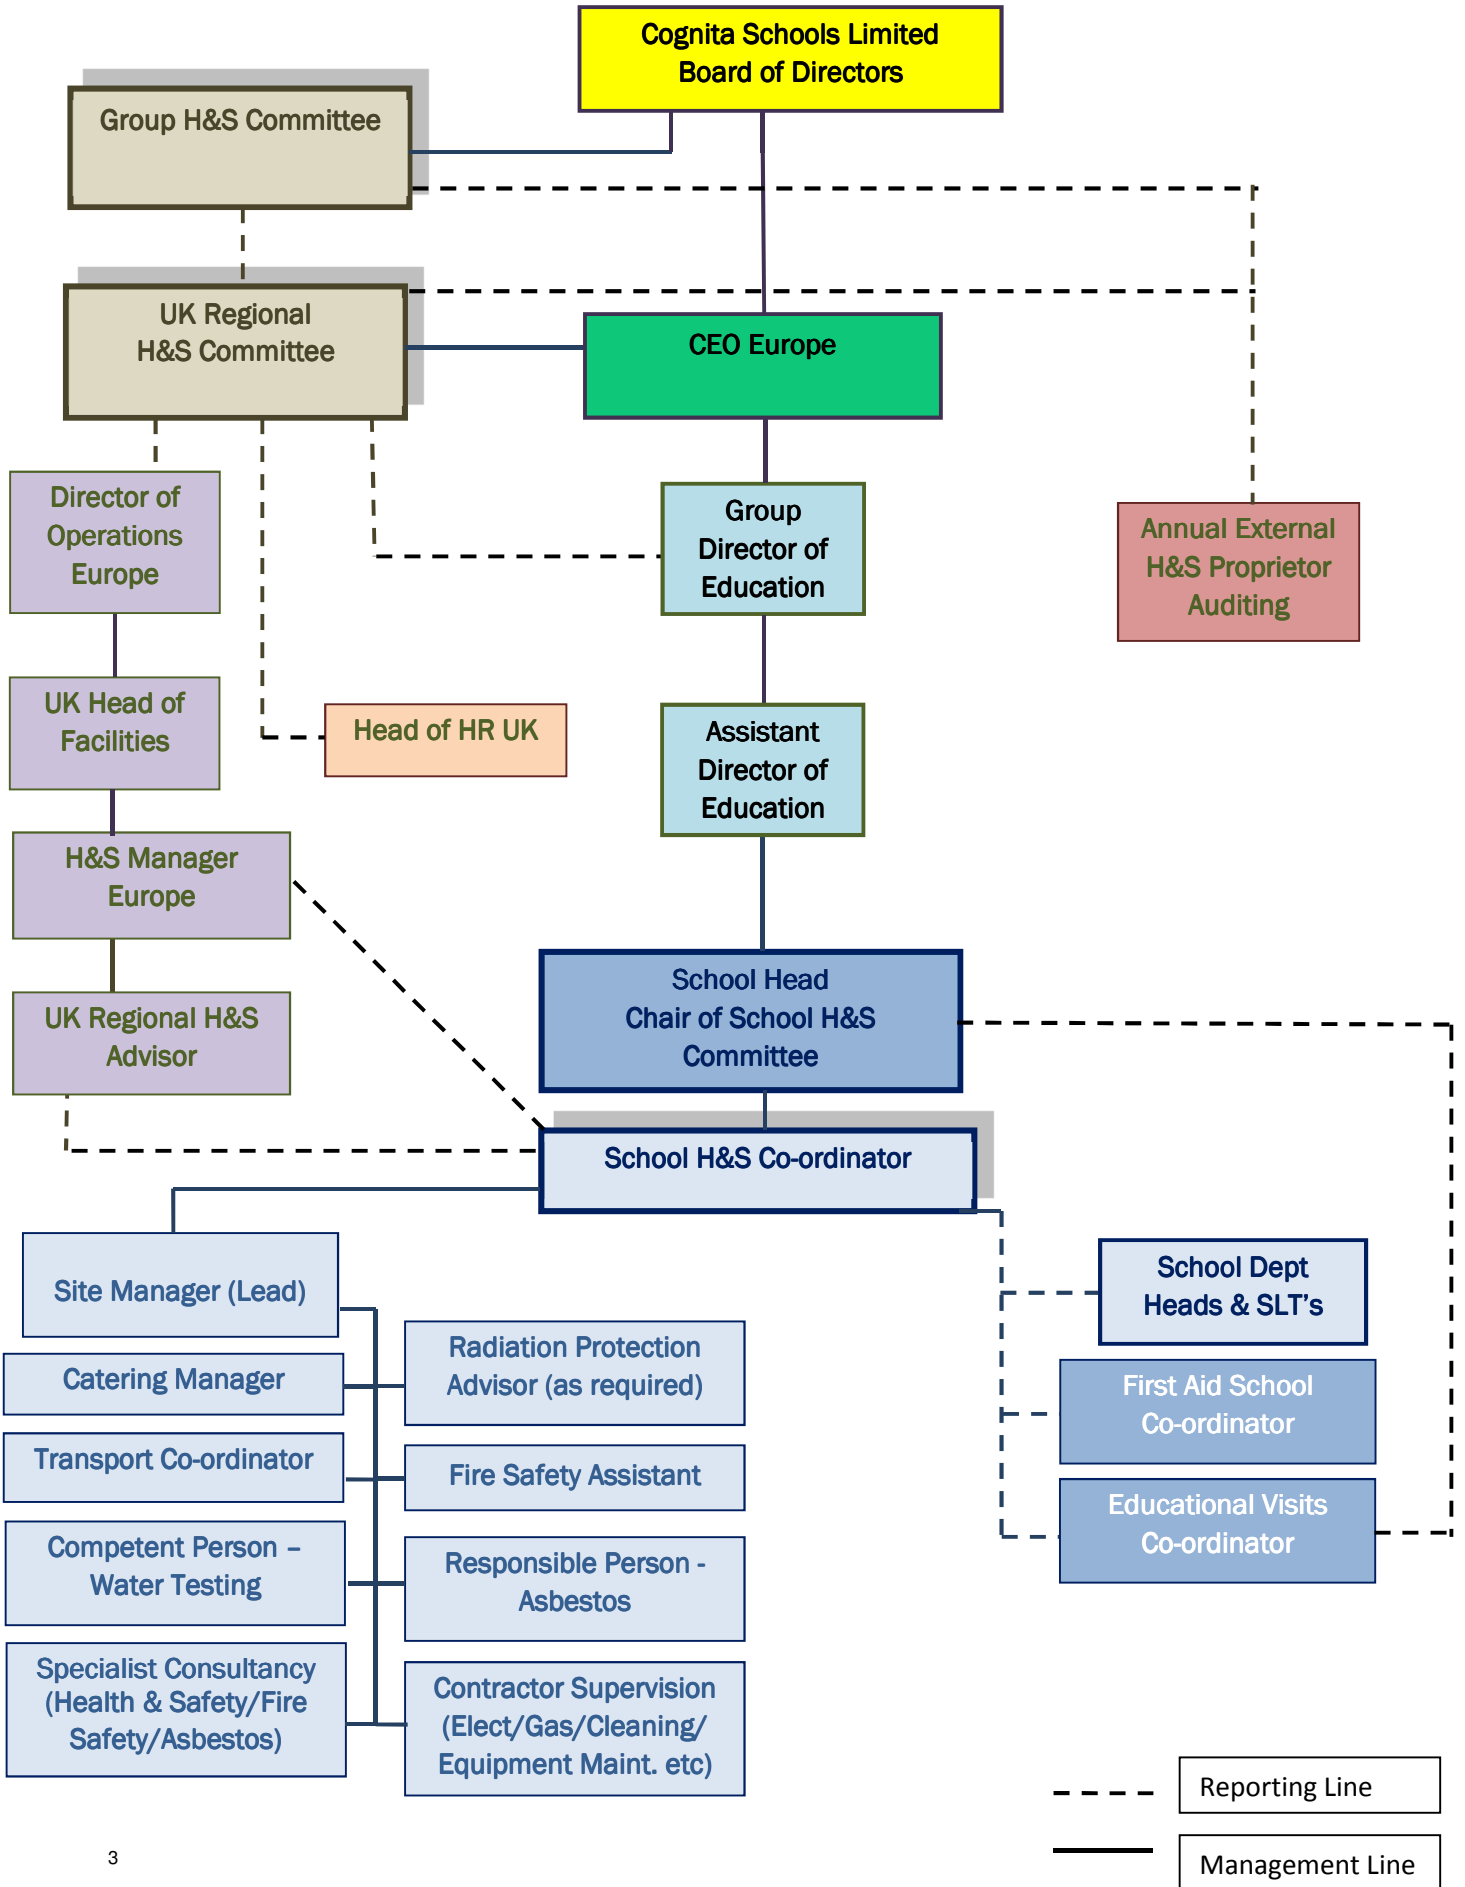 Cognita Schools Limited
Board of Directors
Group H&S Committee
UK Regional
H&S Committee
CEO Europe
Director of
Operations
Europe
Group
Director of
Education
Annual External
H&S Proprietor
Auditing
UK Head of
Facilities
Head of HR UK
Assistant
Director of
Education
H&S Manager
Europe
School Head
Chair of School H&S
Committee
UK Regional H&S
Advisor
School H&S Co-ordinator
Site Manager (Lead)
School Dept
Heads & SLT’s
Radiation Protection
Advisor (as required)
Catering Manager
First Aid School
Co-ordinator
Transport Co-ordinator
Fire Safety Assistant
Educational Visits
Co-ordinator
Competent Person –
Water Testing
Responsible Person -
Asbestos
Specialist Consultancy
(Health & Safety/Fire
Safety/Asbestos)
Contractor Supervision
(Elect/Gas/Cleaning/
Equipment Maint. etc)
Reporting Line
Management Line
3